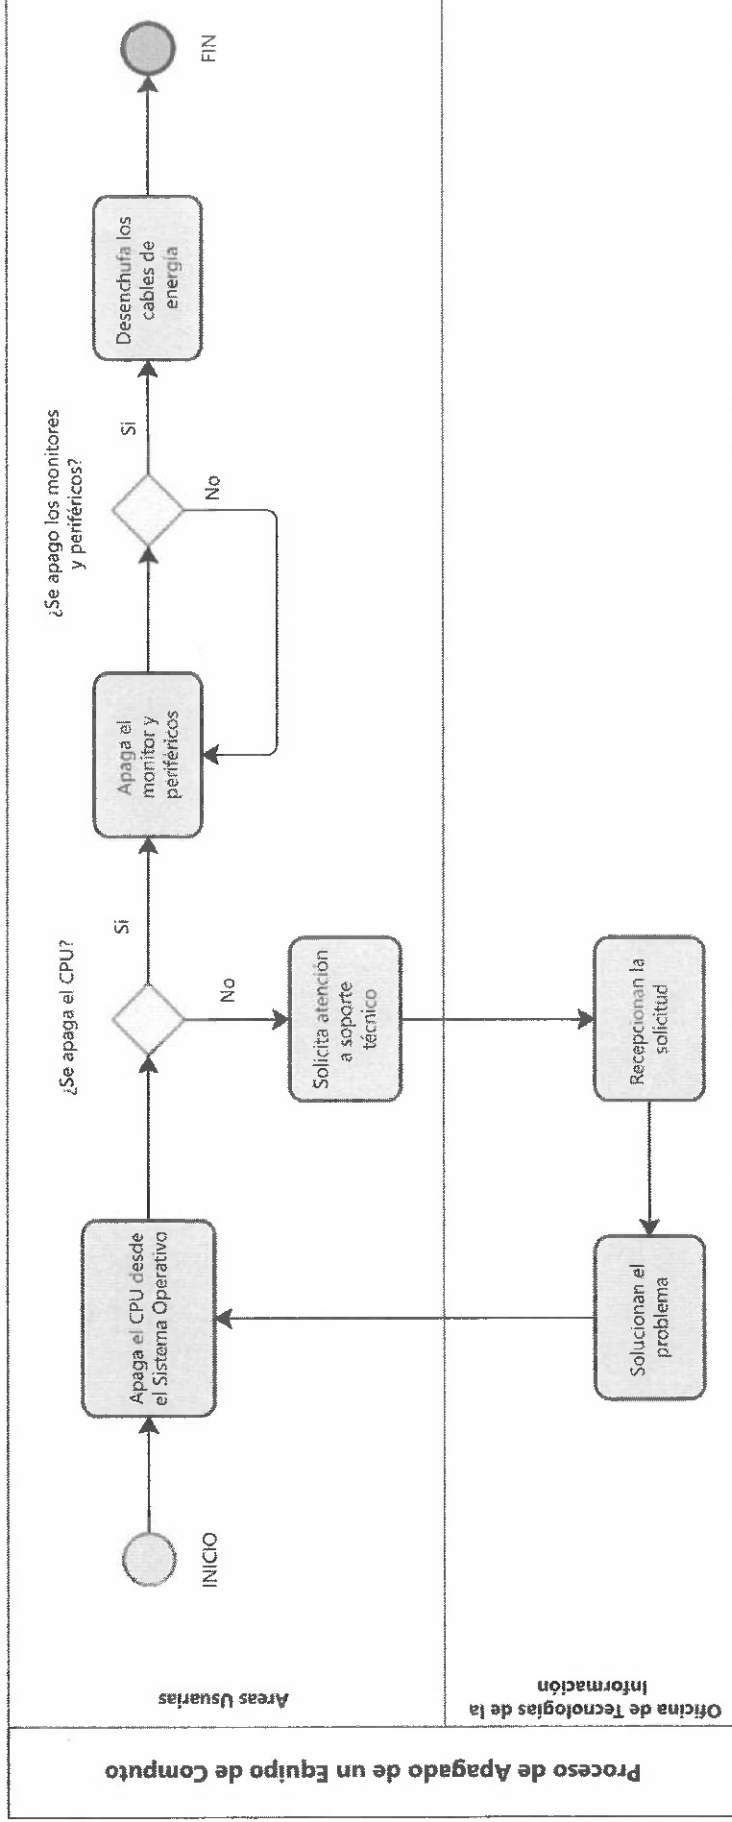 Proceso de Apagado de un Equipo de Computo
Areas Usuarias
INICIO
Apaga el CPU desde
el Sistema Operativo
¿Se apaga el CPU?
Si
No
Solicita atención
a soporte
técnico
Apaga el
monitor y
periféricos
¿Se apago los monitores
y periféricos?
Si
No
Desenchufa los
cables de
energía
FIN
Oficina de Tecnologías de la
Información
Recepcionan la
solicitud
Solucionan el
problema